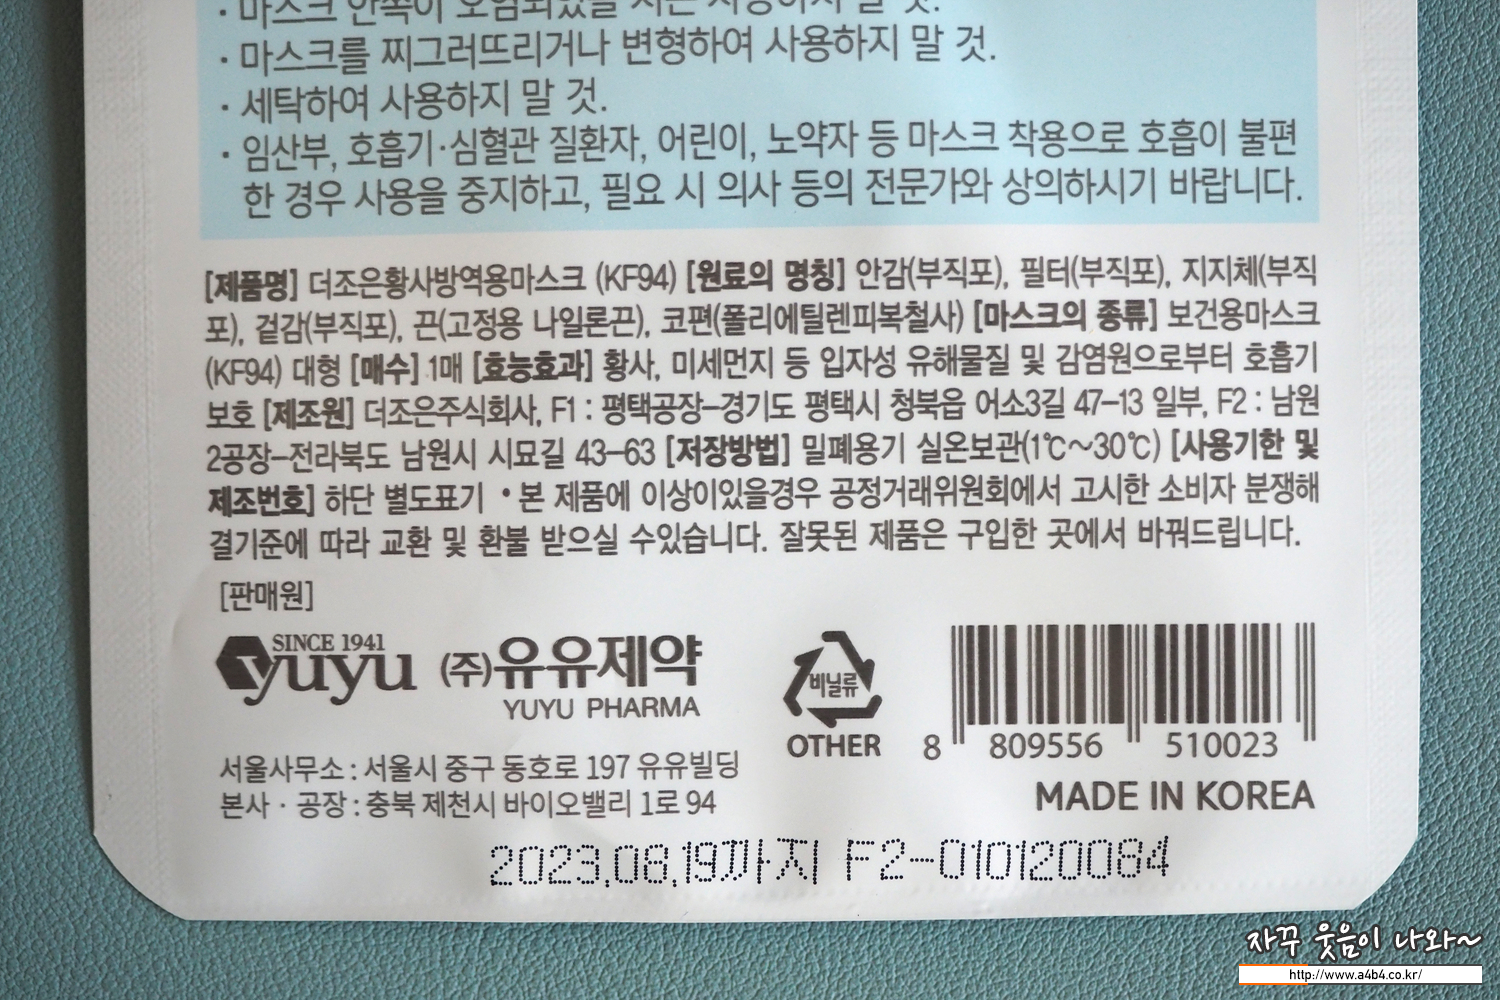 · 마스크 안쪽이 오염되었을 시는 사용하지 말 것.
· 마스크를 찌그러뜨리거나 변형하여 사용하지 말 것.
· 세탁하여 사용하지 말 것.
· 임산부, 호흡기·심혈관 질환자, 어린이, 노약자 등 마스크 착용으로 호흡이 불편
한 경우 사용을 중지하고, 필요 시 의사 등의 전문가와 상의하시기 바랍니다.
[제품명] 더조은황사방역용마스크 (KF94) [원료의 명칭] 안감(부직포), 필터(부직포), 지지체(부직
포), 겉감(부직포), 끈(고정용 나일론끈), 코편(폴리에틸렌피복철사) [마스크의 종류] 보건용마스크
(KF94) 대형 [매수] 1매 [효능효과] 황사, 미세먼지 등 입자성 유해물질 및 감염원으로부터 호흡기
보호 [제조원] 더조은주식회사, F1 : 평택공장–경기도 평택시 청북읍 어소3길 47–13 일부, F2 : 남원
2공장–전라북도 남원시 시묘길 43–63 [저장방법] 밀폐용기 실온보관(1℃~30℃) [사용기한 및
제조번호] 하단 별도표기 • 본 제품에 이상이있을경우 공정거래위원회에서 고시한 소비자 분쟁해
결기준에 따라 교환 및 환불 받으실 수있습니다. 잘못된 제품은 구입한 곳에서 바꿔드립니다.
[판매원]
SINCE 1941
yuyu (주)유유제약
YUYU PHARMA
비닐류
OTHER
8 809556 510023
MADE IN KOREA
서울사무소 : 서울시 중구 동호로 197 유유빌딩
본사 · 공장 : 충북 제천시 바이오밸리 1로 94
2023.08.19까지 F2-010120084
자꾸 웃음이 나와~
http://www.a4b4.co.kr/